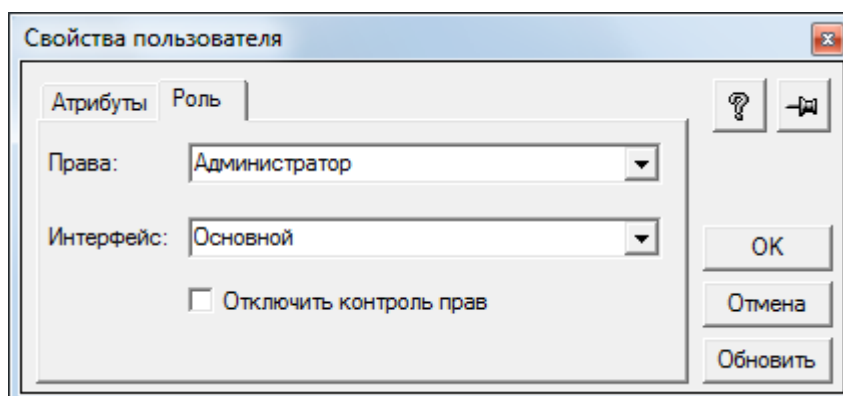 Свойства пользователя
Атрибуты Роль
Права: Администратор
Интерфейс: Основной
Отключить контроль прав
OK
Отмена
Обновить